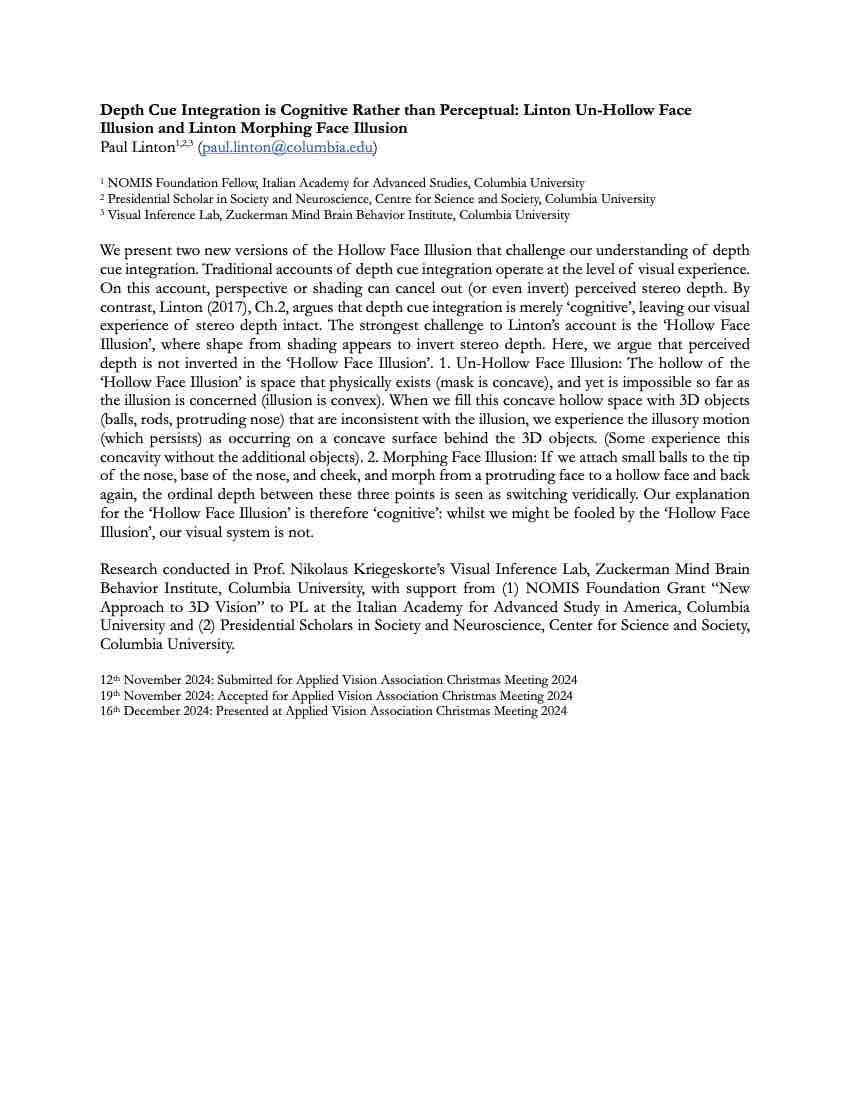 Depth Cue Integration is Cognitive Rather than Perceptual: Linton Un-Hollow Face
Illusion and Linton Morphing Face Illusion
Paul Linton1,2,3 (paul.linton@columbia.edu)
1 NOMIS Foundation Fellow, Italian Academy for Advanced Studies, Columbia University
2 Presidential Scholar in Society and Neuroscience, Centre for Science and Society, Columbia University
3 Visual Inference Lab, Zuckerman Mind Brain Behavior Institute, Columbia University
We present two new versions of the Hollow Face Illusion that challenge our understanding of depth
cue integration. Traditional accounts of depth cue integration operate at the level of visual experience.
On this account, perspective or shading can cancel out (or even invert) perceived stereo depth. By
contrast, Linton (2017), Ch.2, argues that depth cue integration is merely ‘cognitive’, leaving our visual
experience of stereo depth intact. The strongest challenge to Linton’s account is the ‘Hollow Face
Illusion’, where shape from shading appears to invert stereo depth. Here, we argue that perceived
depth is not inverted in the ‘Hollow Face Illusion’. 1. Un-Hollow Face Illusion: The hollow of the
‘Hollow Face Illusion’ is space that physically exists (mask is concave), and yet is impossible so far as
the illusion is concerned (illusion is convex). When we fill this concave hollow space with 3D objects
(balls, rods, protruding nose) that are inconsistent with the illusion, we experience the illusory motion
(which persists) as occurring on a concave surface behind the 3D objects. (Some experience this
concavity without the additional objects). 2. Morphing Face Illusion: If we attach small balls to the tip
of the nose, base of the nose, and cheek, and morph from a protruding face to a hollow face and back
again, the ordinal depth between these three points is seen as switching veridically. Our explanation
for the ‘Hollow Face Illusion’ is therefore ‘cognitive’: whilst we might be fooled by the ‘Hollow Face
Illusion’, our visual system is not.
Research conducted in Prof. Nikolaus Kriegeskorte’s Visual Inference Lab, Zuckerman Mind Brain
Behavior Institute, Columbia University, with support from (1) NOMIS Foundation Grant “New
Approach to 3D Vision” to PL at the Italian Academy for Advanced Study in America, Columbia
University and (2) Presidential Scholars in Society and Neuroscience, Center for Science and Society,
Columbia University.
12th November 2024: Submitted for Applied Vision Association Christmas Meeting 2024
19th November 2024: Accepted for Applied Vision Association Christmas Meeting 2024
16th December 2024: Presented at Applied Vision Association Christmas Meeting 2024